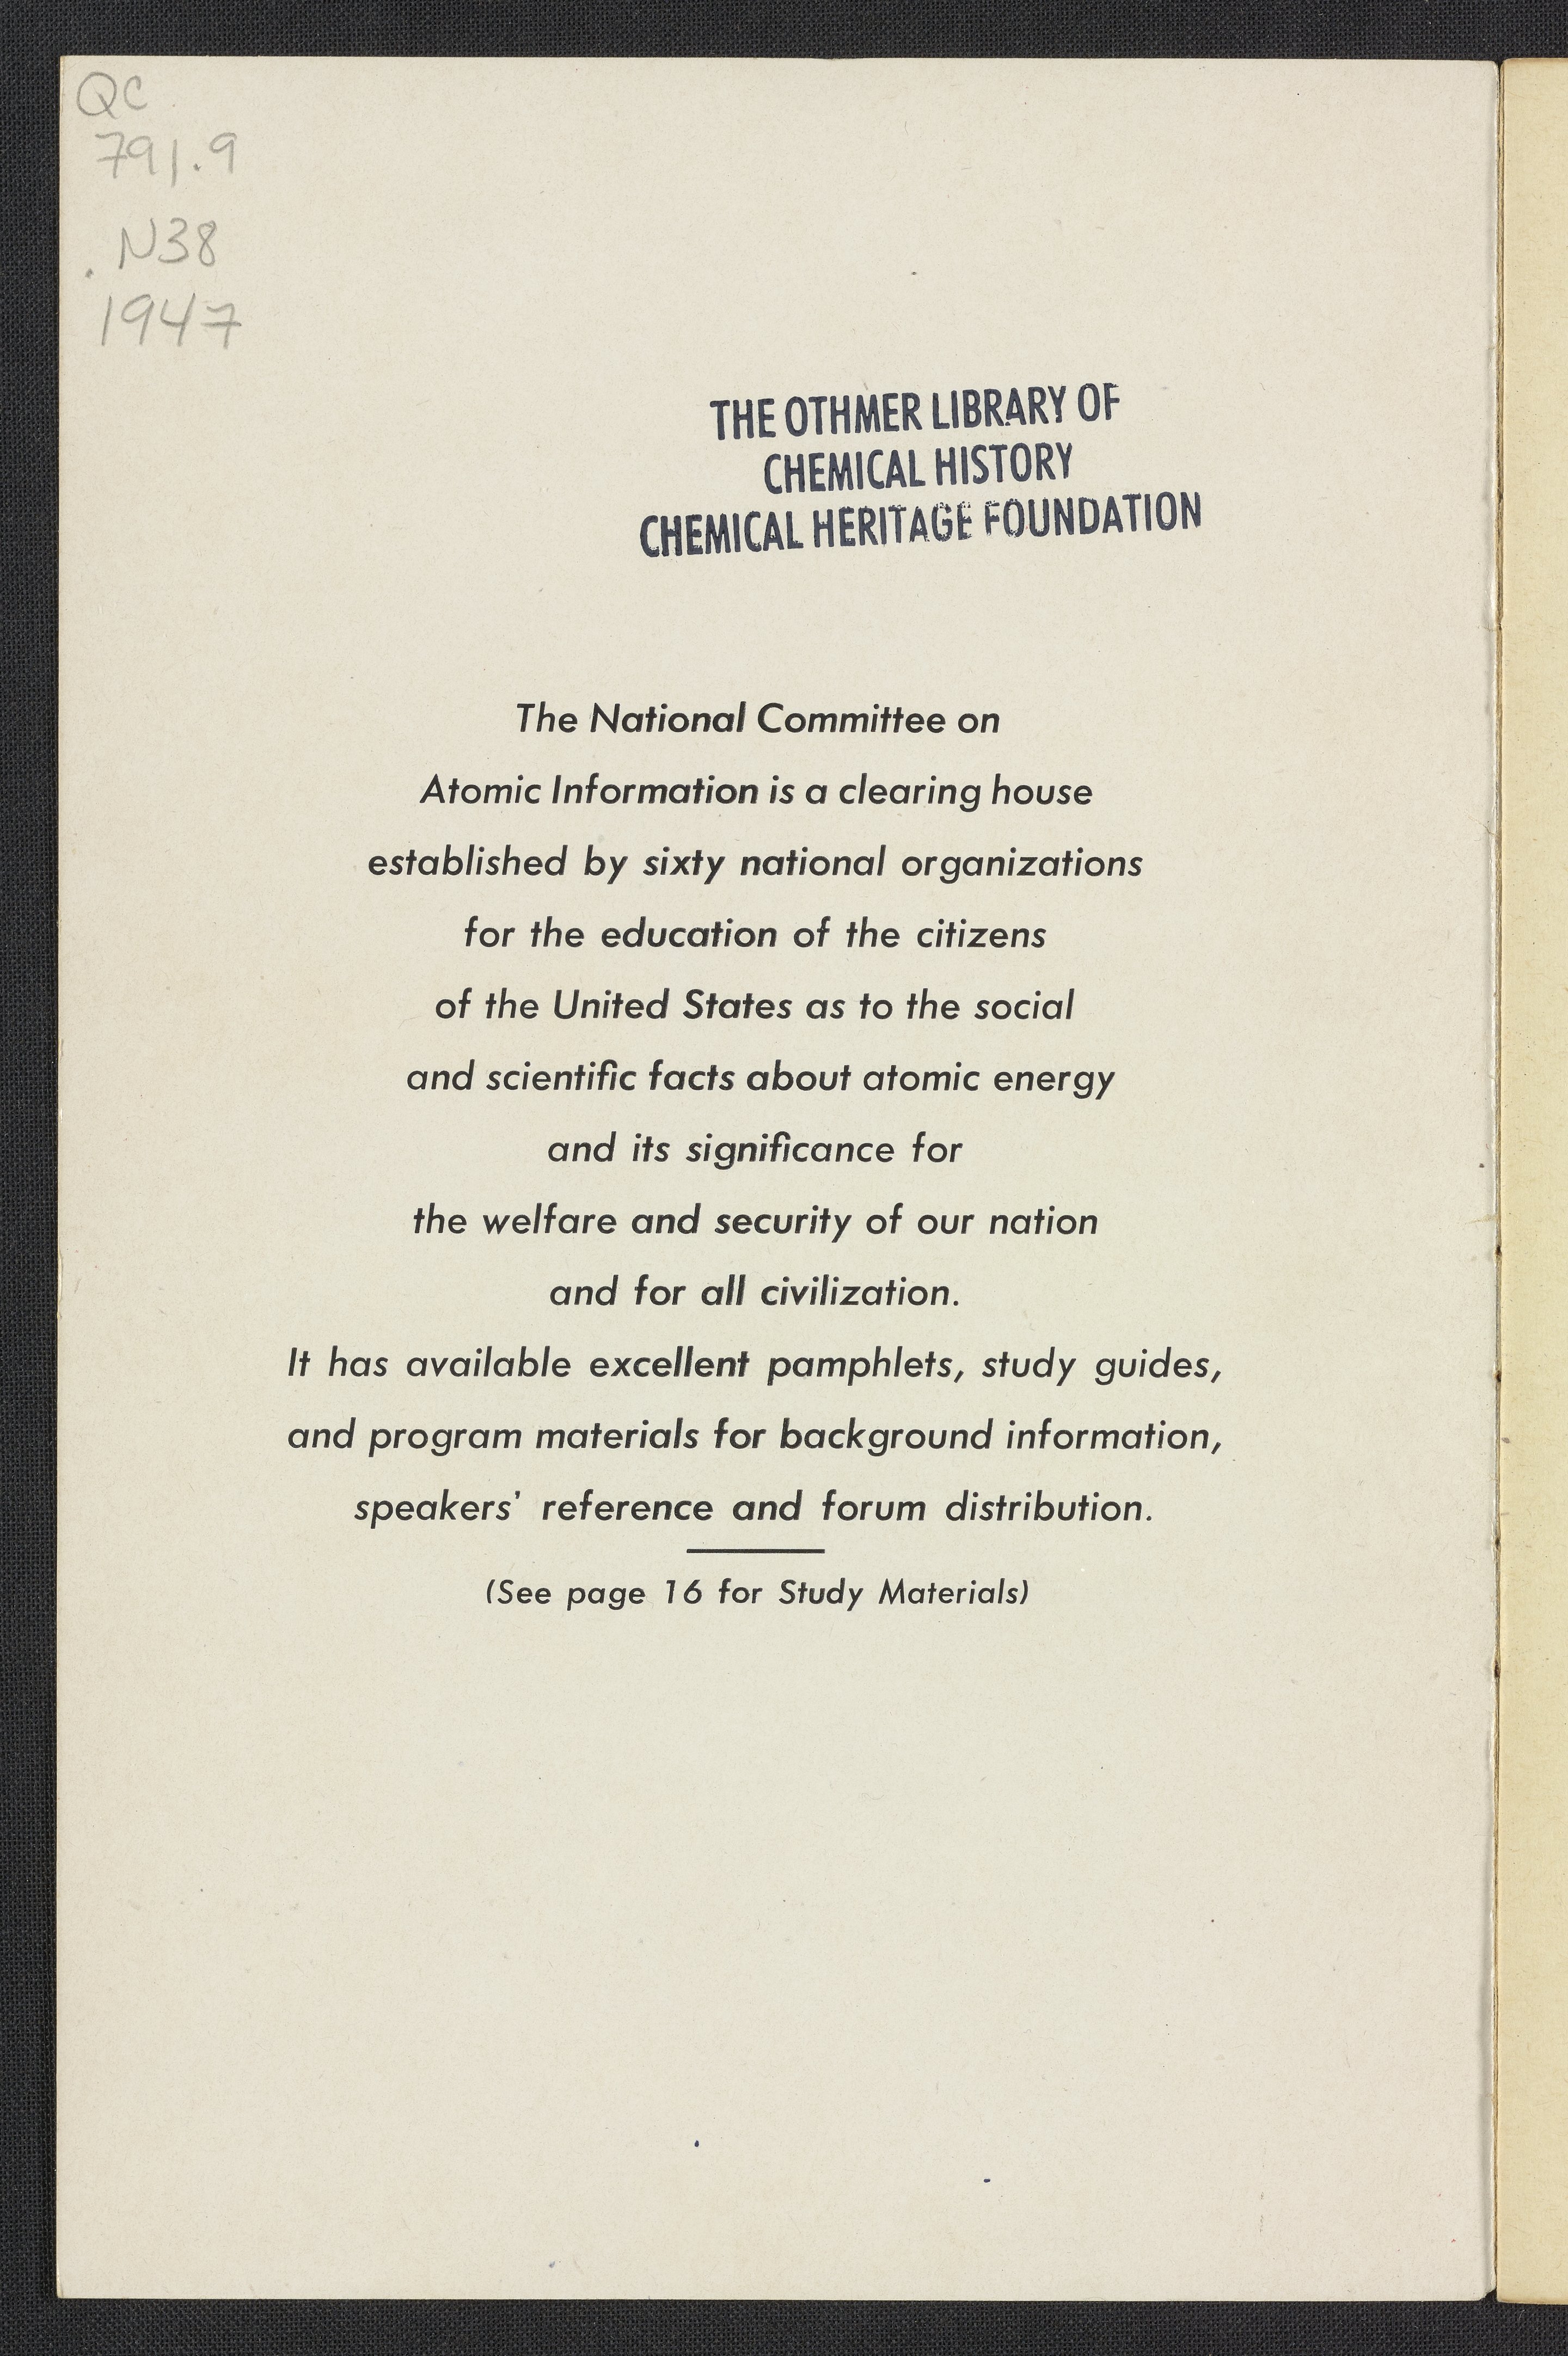 QC
791.9
.N38
1947
THE OTHMER LIBRARY OF
CHEMICAL HISTORY
CHEMICAL HERITAGE FOUNDATION
The National Committee on
Atomic Information is a clearing house
established by sixty national organizations
for the education of the citizens
of the United States as to the social
and scientific facts about atomic energy
and its significance for
the welfare and security of our nation
and for all civilization.
It has available excellent pamphlets, study guides,
and program materials for background information,
speakers' reference and forum distribution.
(See page 16 for Study Materials)